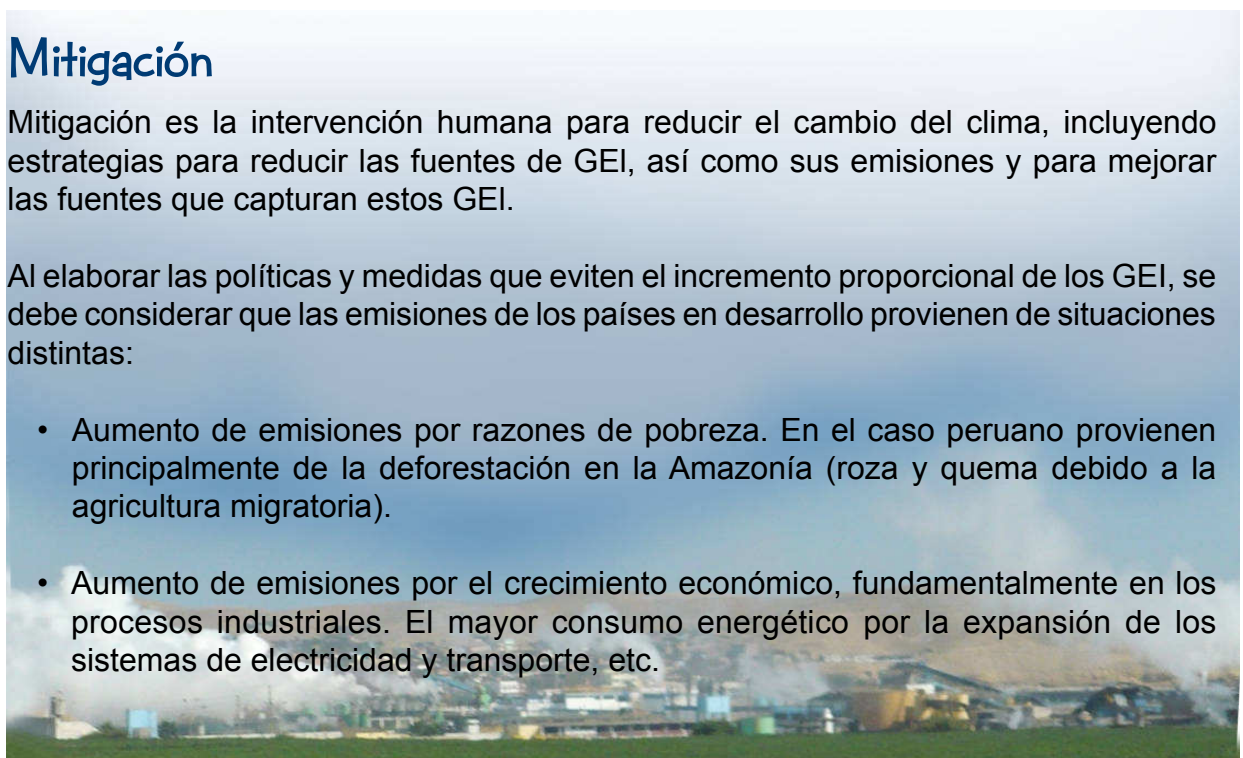 Mitigación
Mitigación es la intervención humana para reducir el cambio del clima, incluyendo
estrategias para reducir las fuentes de GEI, así como sus emisiones y para mejorar
las fuentes que capturan estos GEI.
Al elaborar las políticas y medidas que eviten el incremento proporcional de los GEI, se
debe considerar que las emisiones de los países en desarrollo provienen de situaciones
distintas:
• Aumento de emisiones por razones de pobreza. En el caso peruano provienen
principalmente de la deforestación en la Amazonía (roza y quema debido a la
agricultura migratoria).
• Aumento de emisiones por el crecimiento económico, fundamentalmente en los
procesos industriales. El mayor consumo energético por la expansión de los
sistemas de electricidad y transporte, etc.